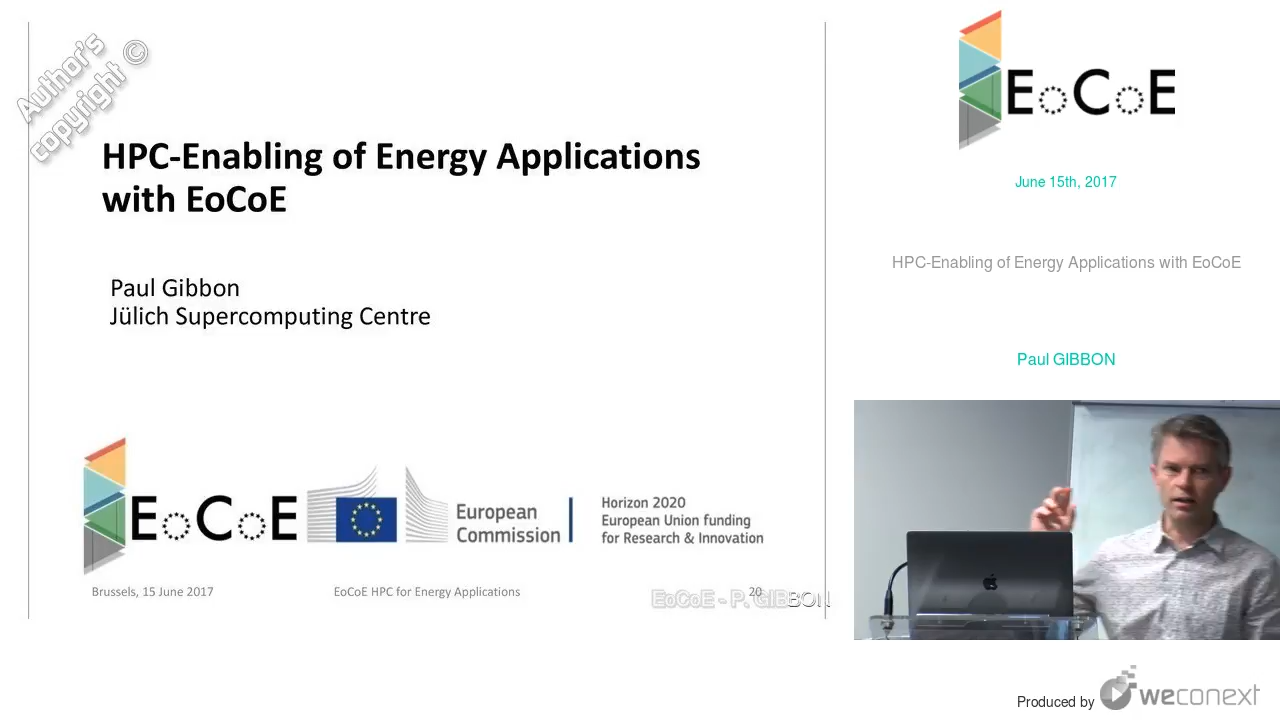 Author's
copyright ©
HPC-Enabling of Energy Applications
with EoCoE
Paul Gibbon
Jülich Supercomputing Centre
EoCoE
European
Commission
Horizon 2020
European Union funding
for Research & Innovation
Brussels, 15 June 2017
EoCoE HPC for Energy Applications
20
EoCoE - P. GIBBON
EoCoE
June 15th, 2017
HPC-Enabling of Energy Applications with EoCoE
Paul GIBBON
Produced by
weconext